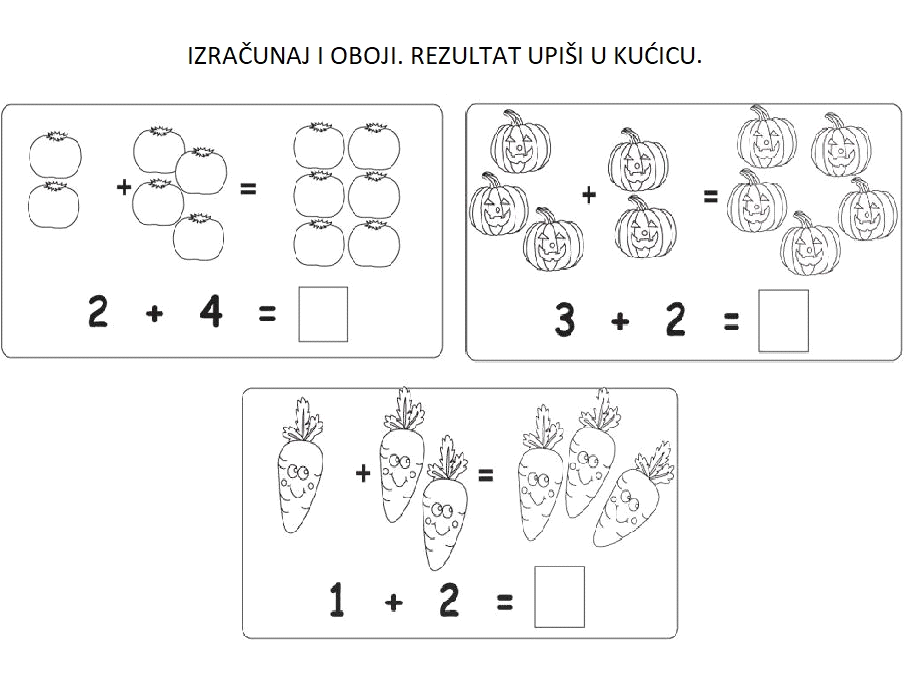 IZRAČUNAJ I OBOJI. REZULTAT UPIŠI U KUĆICU.
+ =
2 + 4 =
+ =
3 + 2 =
+ =
1 + 2 =